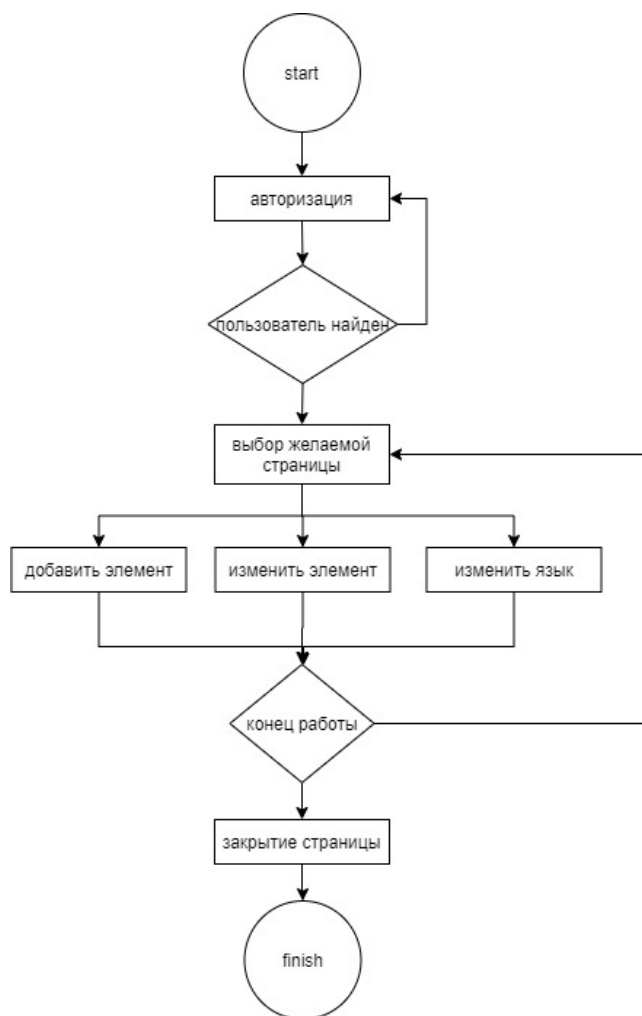 start
авторизация
пользователь найден
выбор желаемой
страницы
добавить элемент
изменить элемент
изменить язык
конец работы
закрытие страницы
finish